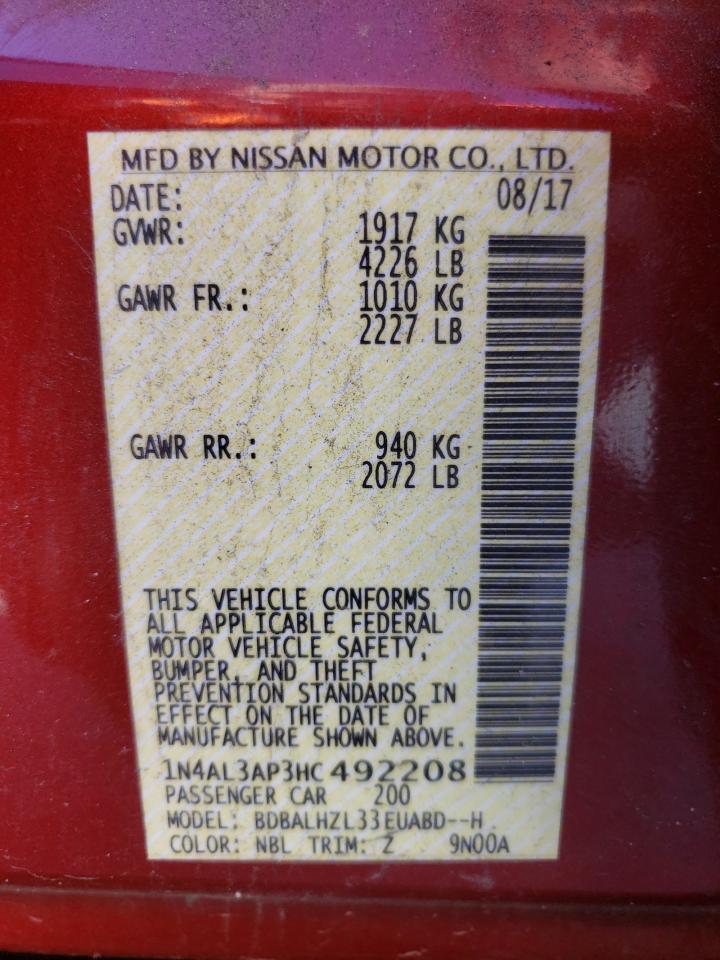 MFD BY NISSAN MOTOR CO., LTD.
DATE: 08/17
GVWR: 1917 KG
4226 LB
GAWR FR.: 1010 KG
2227 LB
GAWR RR.: 940 KG
2072 LB
THIS VEHICLE CONFORMS TO
ALL APPLICABLE FEDERAL
MOTOR VEHICLE SAFETY,
BUMPER, AND THEFT
PREVENTION STANDARDS IN
EFFECT ON THE DATE OF
MANUFACTURE SHOWN ABOVE.
1N4AL3AP3HC492208
PASSENGER CAR 200
MODEL: BDBALHZL33EUABD--H
COLOR: NBL TRIM: Z 9N00A